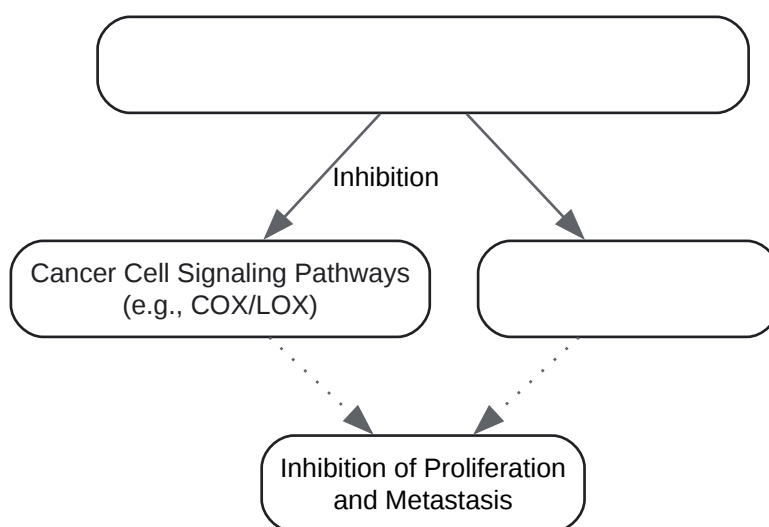 Inhibition
Cancer Cell Signaling Pathways
(e.g., COX/LOX)
Inhibition of Proliferation
and Metastasis